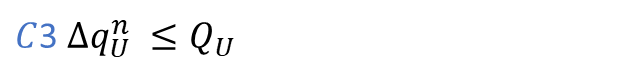 C3 Δq_U^n ≤ Q_U